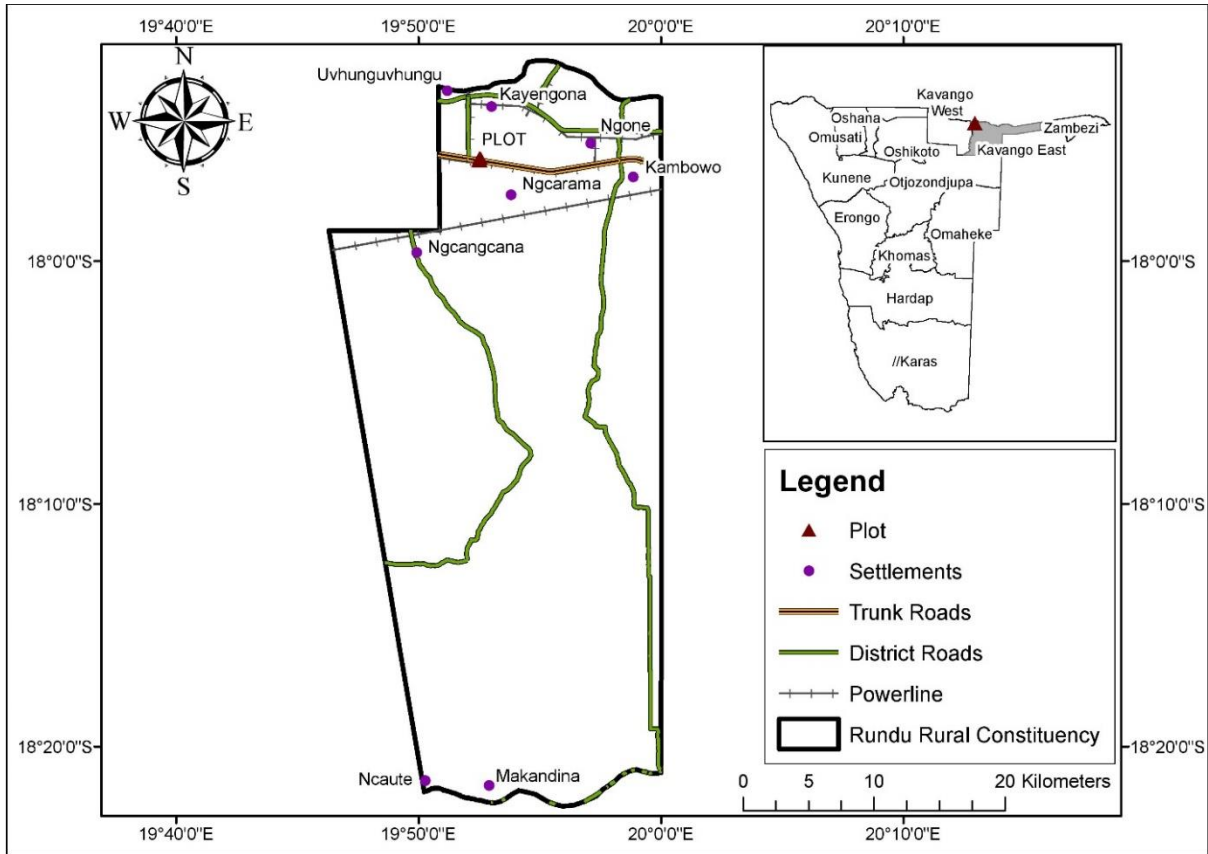 19°40'0"E 19°50'0"E 20°0'0"E 20°10'0"E
N
W E
S
Uvhunguvhungu
Kayengona
Ngone
PLOT
Kambowo
Ngcarama
Ngcangcana
Ncaute
Makandina
18°0'0"S
18°10'0"S
18°20'0"S
18°0'0"S
18°10'0"S
18°20'0"S
Kavango
West
Oshana
Omusati
Zambezi
Oshikoto
Kavango East
Kunene
Otjozondjupa
Erongo
Omaheke
Khomas
Hardap
//Karas
Legend
Plot
Settlements
Trunk Roads
District Roads
Powerline
Rundu Rural Constituency
0 5 10 20 Kilometers
19°40'0"E 19°50'0"E 20°0'0"E 20°10'0"E